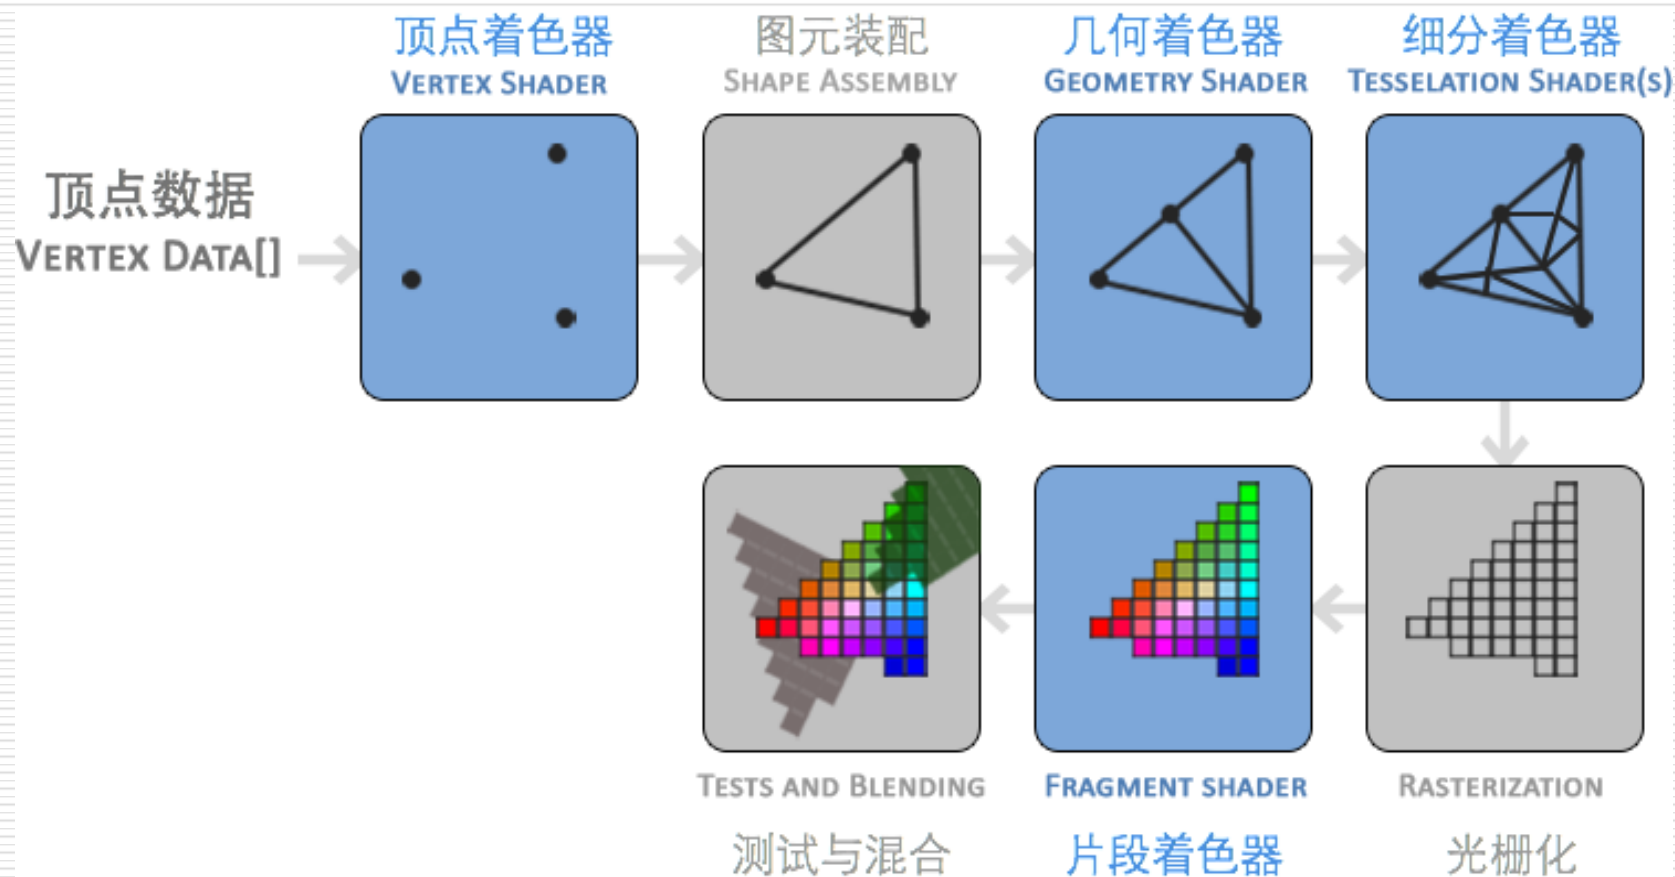 顶点着色器
VERTEX SHADER
图元装配
SHAPE ASSEMBLY
几何着色器
GEOMETRY SHADER
细分着色器
TESSELATION SHADER(S)
顶点数据
VERTEX DATA[]
TESTS AND BLENDING
测试与混合
FRAGMENT SHADER
片段着色器
RASTERIZATION
光栅化